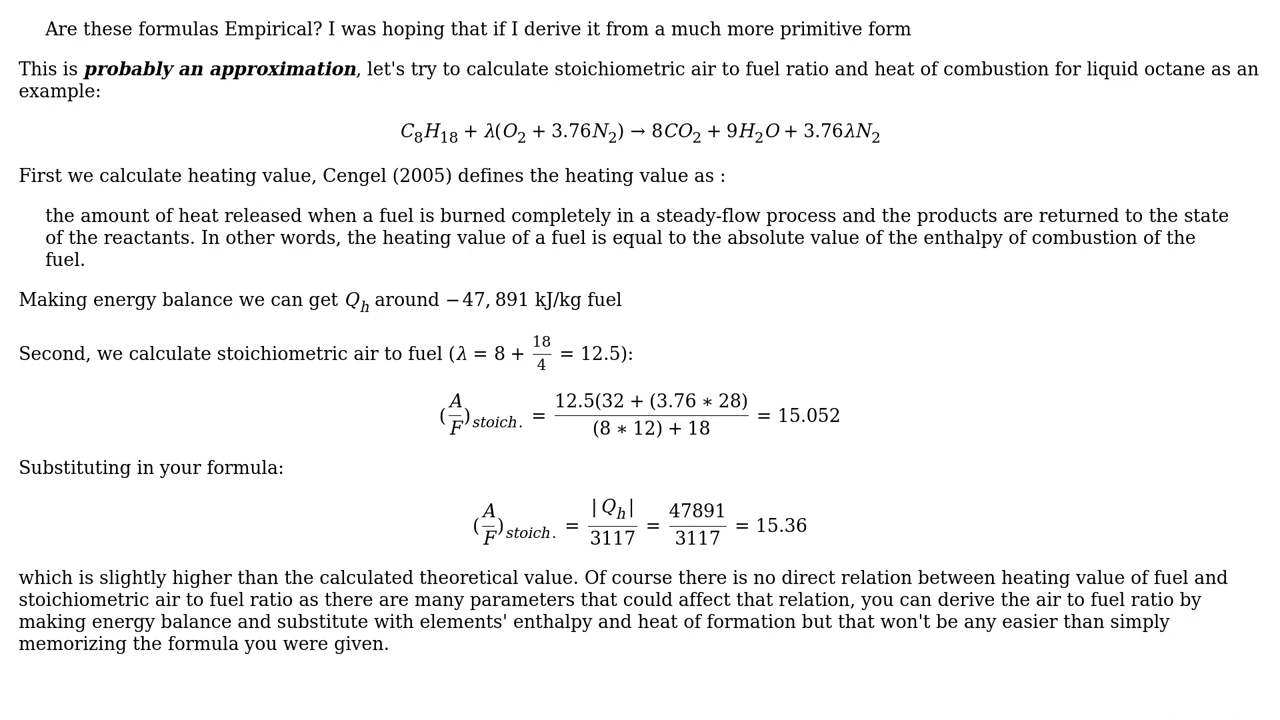 Are these formulas Empirical? I was hoping that if I derive it from a much more primitive form
This is probably an approximation, let's try to calculate stoichiometric air to fuel ratio and heat of combustion for liquid octane as an
example:
C₈H₁₈ + λ(O₂ + 3.76N₂) → 8CO₂ + 9H₂O + 3.76λN₂
First we calculate heating value, Cengel (2005) defines the heating value as :
the amount of heat released when a fuel is burned completely in a steady-flow process and the products are returned to the state
of the reactants. In other words, the heating value of a fuel is equal to the absolute value of the enthalpy of combustion of the
fuel.
Making energy balance we can get Q_h around −47, 891 kJ/kg fuel
Second, we calculate stoichiometric air to fuel (λ = 8 + 18/4 = 12.5):
(A/F)_stoich. = 12.5(32 + (3.76 ∗ 28) / (8 ∗ 12) + 18 = 15.052
Substituting in your formula:
(A/F)_stoich. = |Q_h|/3117 = 47891/3117 = 15.36
which is slightly higher than the calculated theoretical value. Of course there is no direct relation between heating value of fuel and
stoichiometric air to fuel ratio as there are many parameters that could affect that relation, you can derive the air to fuel ratio by
making energy balance and substitute with elements' enthalpy and heat of formation but that won't be any easier than simply
memorizing the formula you were given.